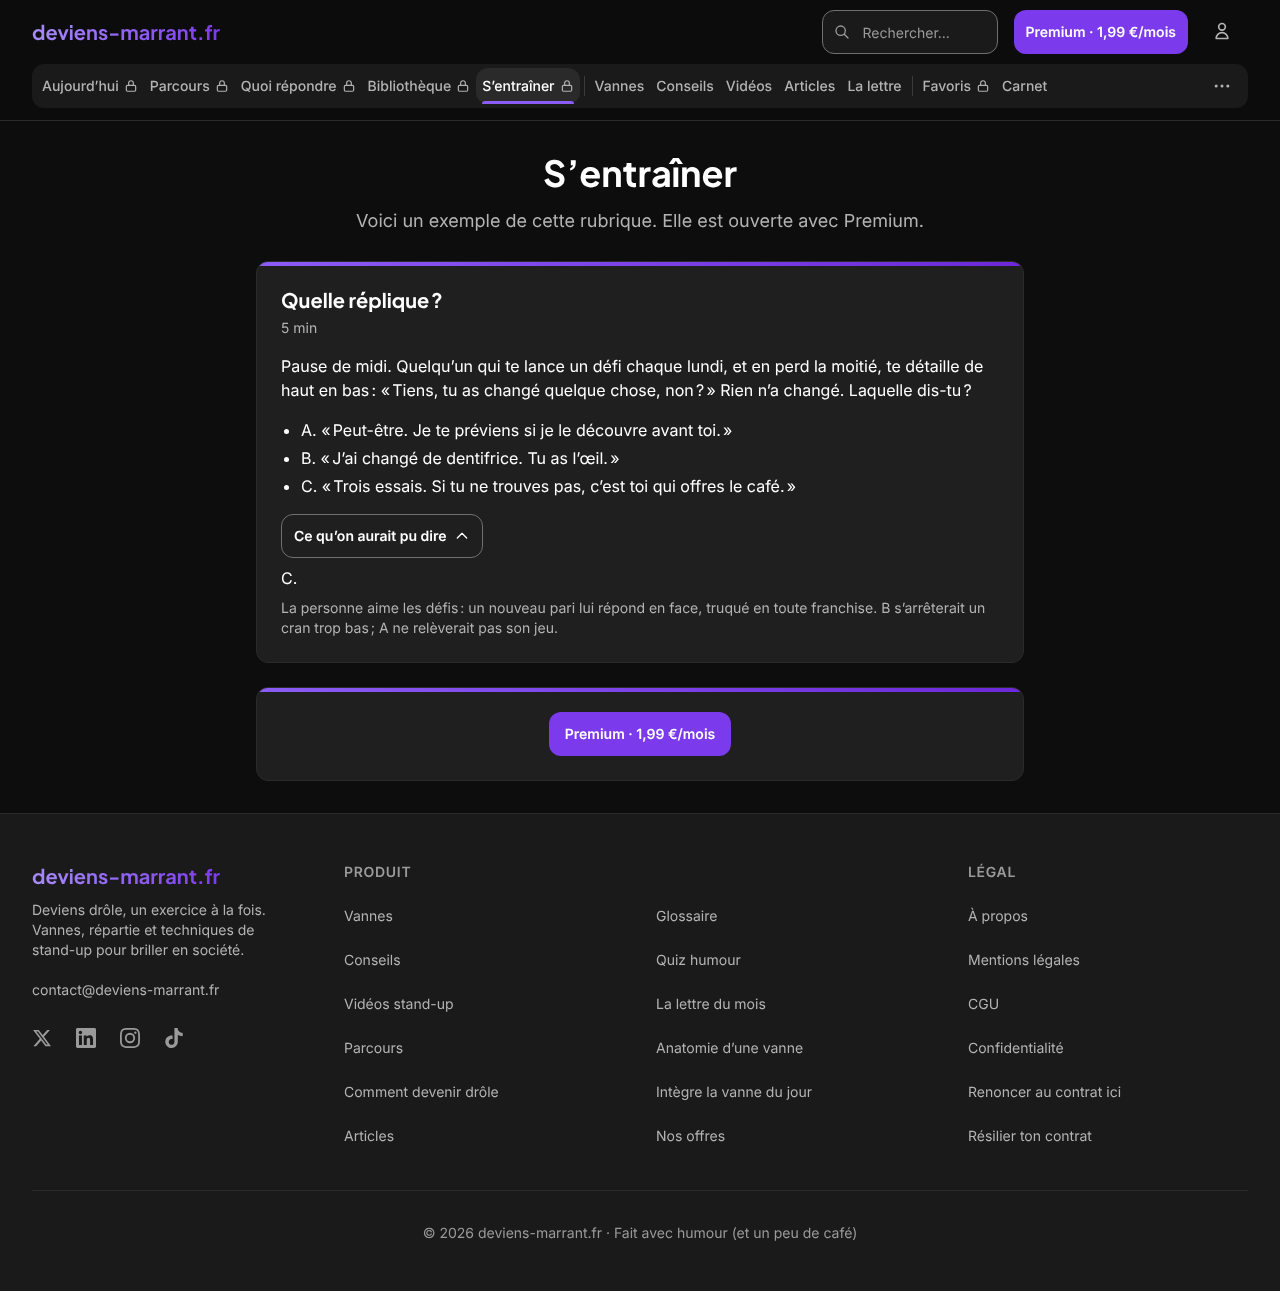 deviens-marrant.fr
Rechercher...
Premium · 1,99 €/mois
Aujourd’hui
Parcours
Quoi répondre
Bibliothèque
S’entraîner
Vannes
Conseils
Vidéos
Articles
La lettre
Favoris
Carnet
S’entraîner
Voici un exemple de cette rubrique. Elle est ouverte avec Premium.
Quelle réplique ?
5 min
Pause de midi. Quelqu’un qui te lance un défi chaque lundi, et en perd la moitié, te détaille de
haut en bas : « Tiens, tu as changé quelque chose, non ? » Rien n’a changé. Laquelle dis-tu ?
• A. « Peut-être. Je te préviens si je le découvre avant toi. »
• B. « J’ai changé de dentifrice. Tu as l’œil. »
• C. « Trois essais. Si tu ne trouves pas, c’est toi qui offres le café. »
Ce qu’on aurait pu dire
C.
La personne aime les défis : un nouveau pari lui répond en face, truqué en toute franchise. B s’arrêterait un
cran trop bas ; A ne relèverait pas son jeu.
Premium · 1,99 €/mois
deviens-marrant.fr
Deviens drôle, un exercice à la fois.
Vannes, répartie et techniques de
stand-up pour briller en société.
contact@deviens-marrant.fr
PRODUIT
Vannes
Conseils
Vidéos stand-up
Parcours
Comment devenir drôle
Articles
Glossaire
Quiz humour
La lettre du mois
Anatomie d’une vanne
Intègre la vanne du jour
Nos offres
LÉGAL
À propos
Mentions légales
CGU
Confidentialité
Renoncer au contrat ici
Résilier ton contrat
© 2026 deviens-marrant.fr · Fait avec humour (et un peu de café)